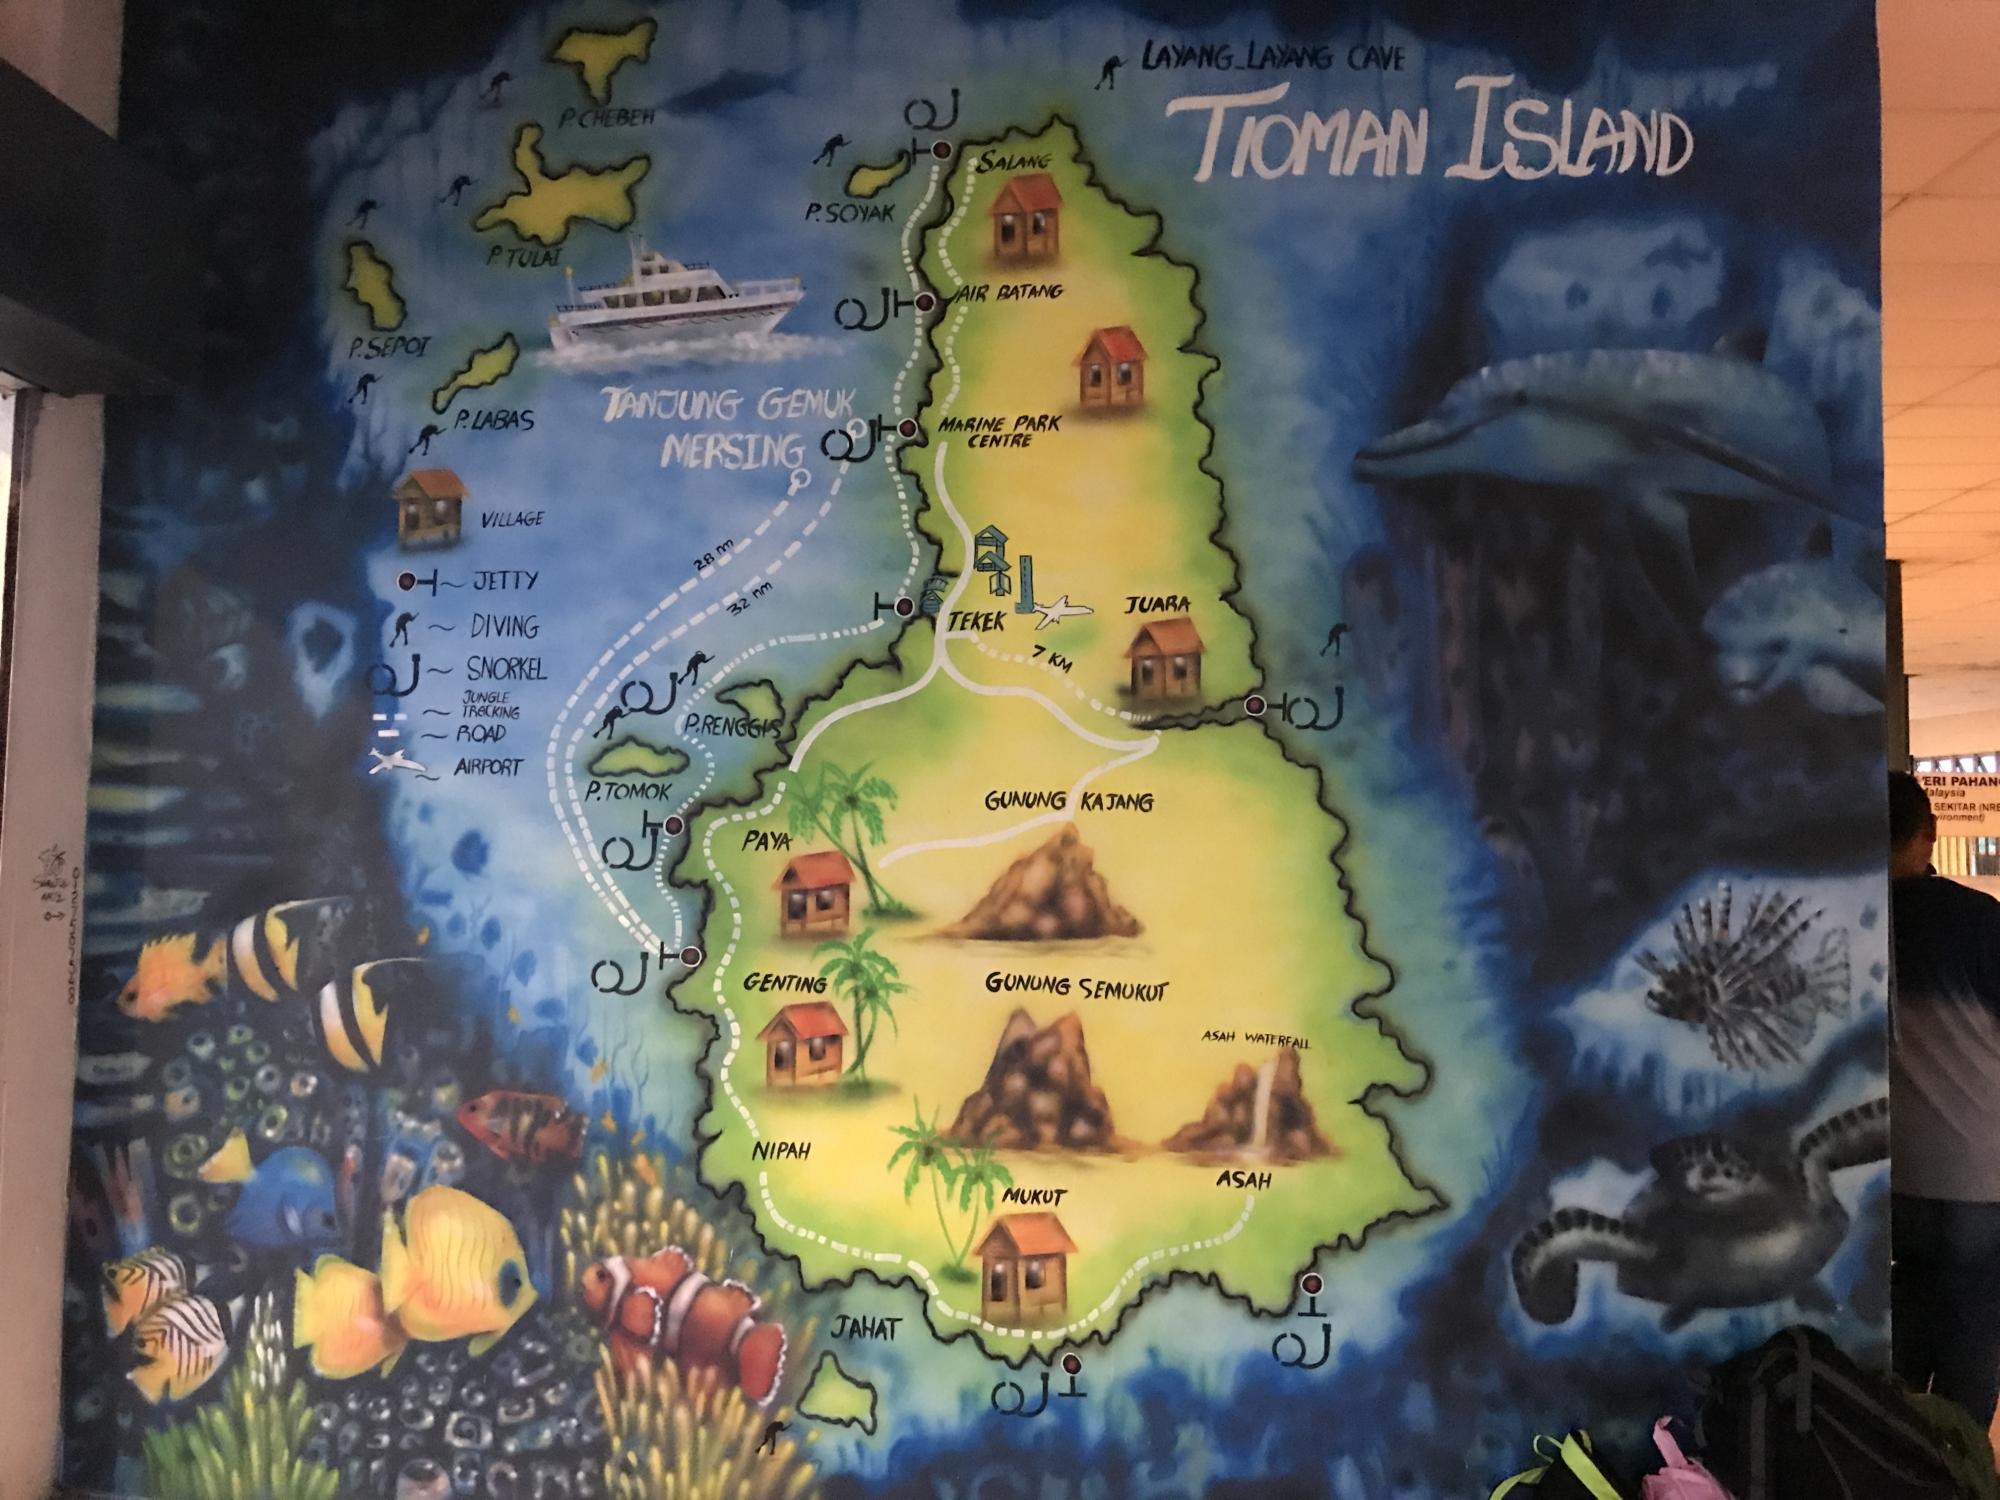 LAYANG_LAYANG CAVE
TIOMAN ISLAND
P. CHEBEH
P. TULAI
P. SOYAK
SALANG
P. SEPOI
AIR BATANG
P. LABAS
TANJUNG GEMUK
MERSING
MARINE PARK
CENTRE
VILLAGE
JETTY
DIVING
SNORKEL
JUNGLE
TRACKING
ROAD
AIRPORT
28 nm
32 nm
TEKEK
JUARA
7 KM
P. RENGGIS
P. TOMOK
PAYA
GUNUNG KAJANG
GENTING
GUNUNG SEMUKUT
ASAH WATERFALL
NIPAH
MUKUT
ASAH
JAHAT
ERI PAHANG
Malaysia
SEKITAR (NRE
vironment)